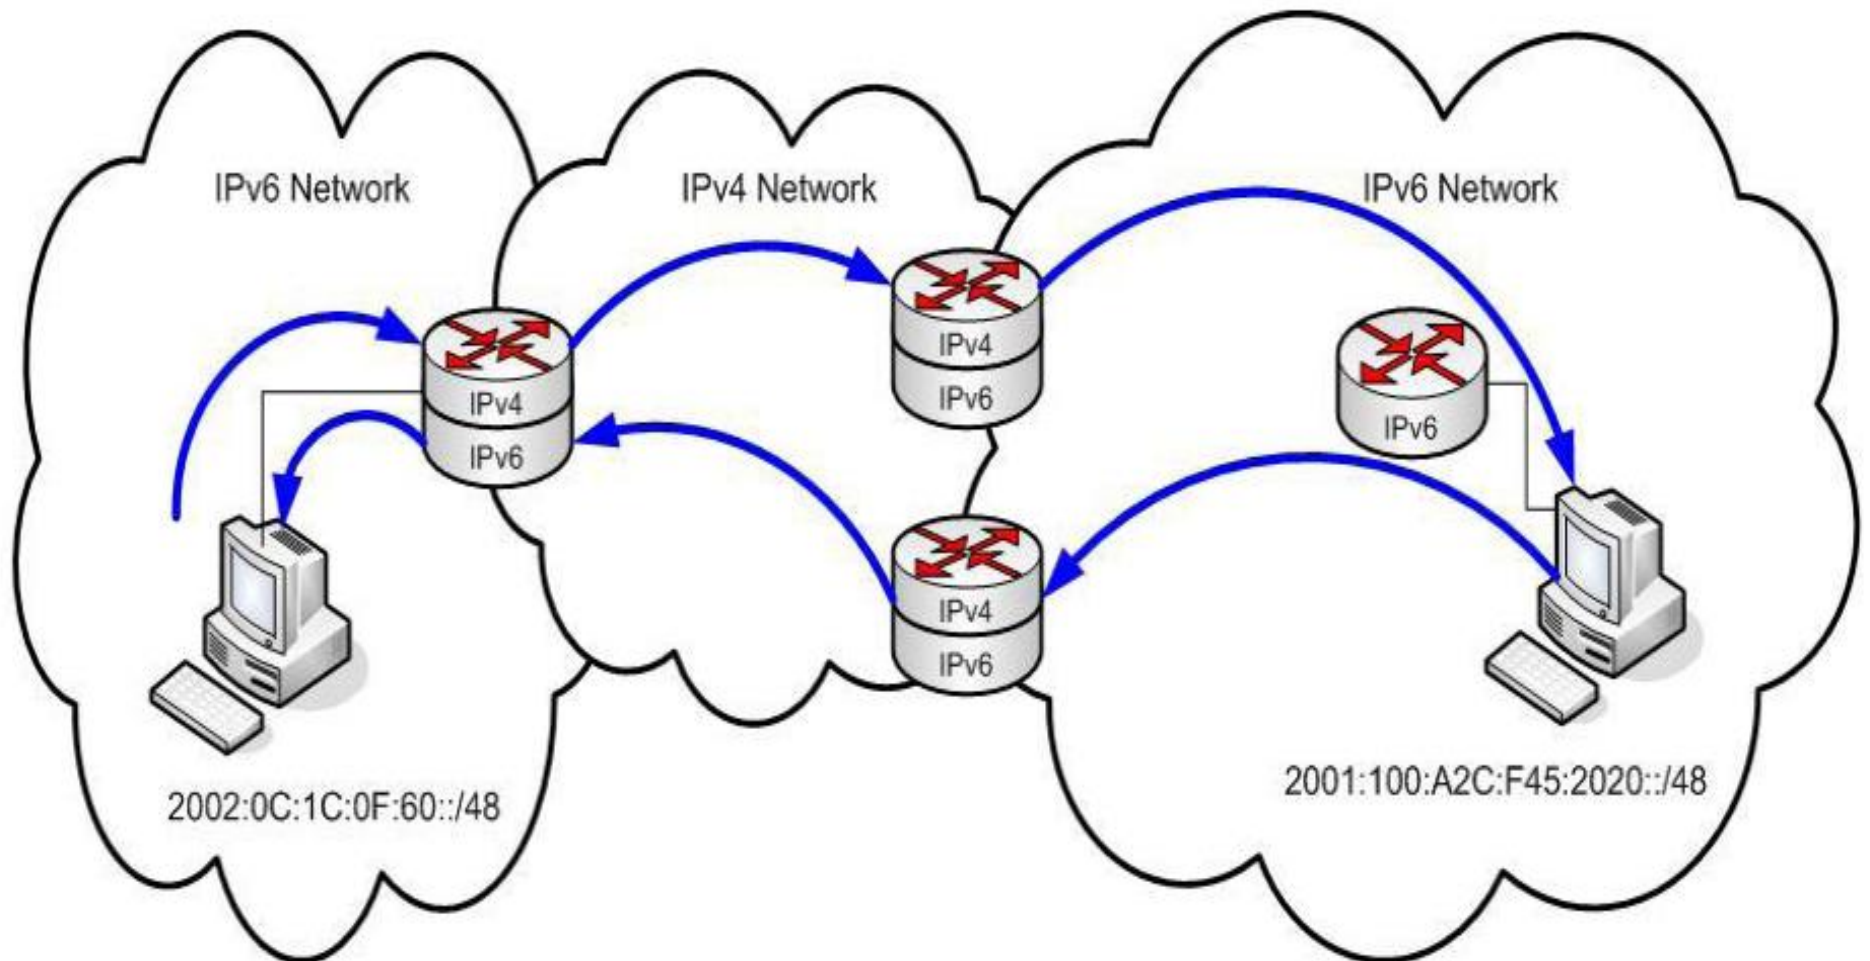 IPv6 Network
IPv4 Network
IPv6 Network
IPv4
IPv6
IPv4
IPv6
IPv6
IPv4
IPv6
2002:0C:1C:0F:60::/48
2001:100:A2C:F45:2020::/48